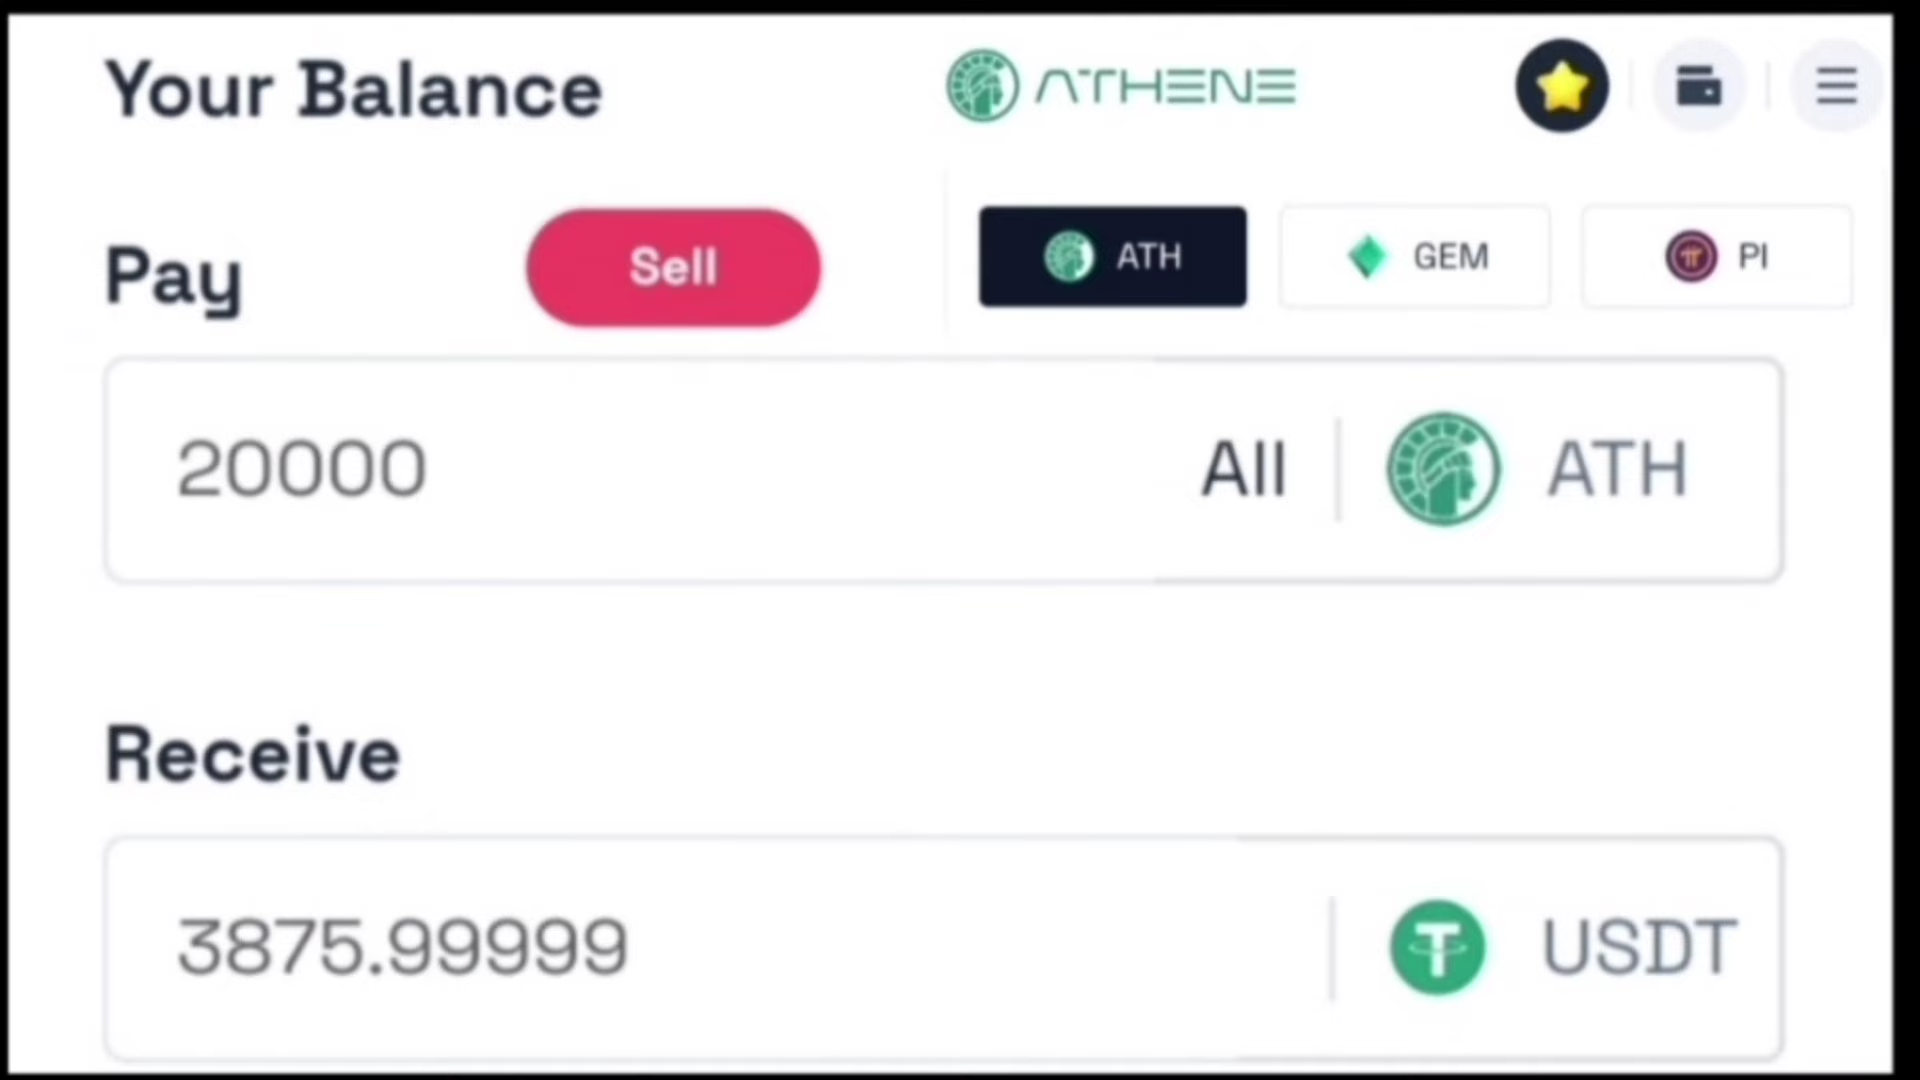 Your Balance
ATHENE
Pay
Sell
ATH
GEM
PI
20000
All
ATH
Receive
3875.99999
USDT